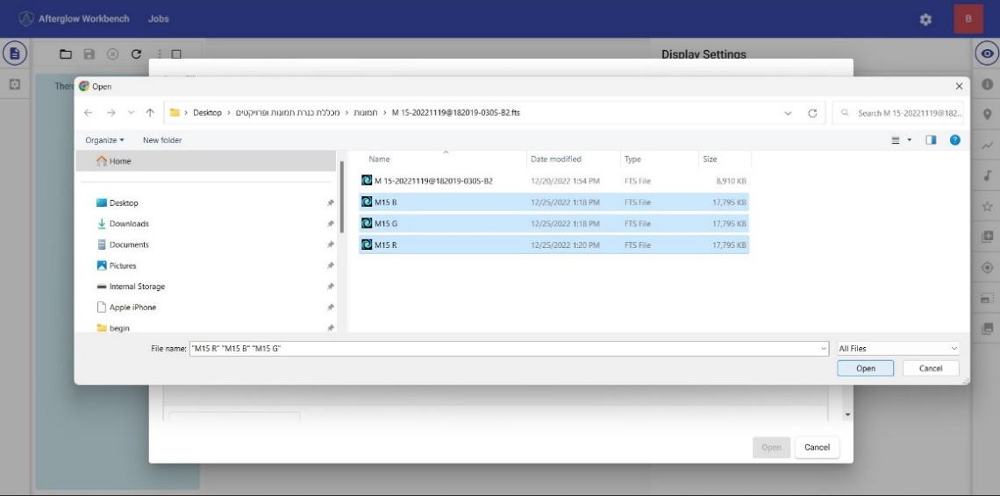 Afterglow Workbench Jobs B
Display Settings
Ther
Open
Desktop › מכללת כנרת תמונות ופרויקטים › תמונות › M 15-20221119@182019-030S-B2.fts
Search M 15-20221119@182...
Organize New folder
Home
Name Date modified Type Size
M 15-20221119@182019-030S-B2 12/20/2022 1:54 PM FTS File 8,910 KB
Desktop
M15 B 12/25/2022 1:18 PM FTS File 17,795 KB
Downloads
M15 G 12/25/2022 1:18 PM FTS File 17,795 KB
Documents
M15 R 12/25/2022 1:20 PM FTS File 17,795 KB
Pictures
Internal Storage
Apple iPhone
begin
File name: "M15 R" "M15 B" "M15 G" All Files
Open Cancel
Open Cancel